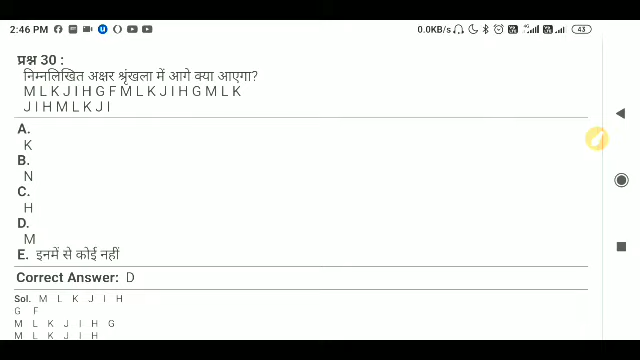 2:46 PM
0.0KB/s
43
प्रश्न 30 :
निम्नलिखित अक्षर श्रृंखला में आगे क्या आएगा?
M L K J I H G F M L K J I H G M L K
J I H M L K J I
A.
K
B.
N
C.
H
D.
M
E. इनमें से कोई नहीं
Correct Answer: D
Sol. M L K J I H
G F
M L K J I H G
M L K J I H